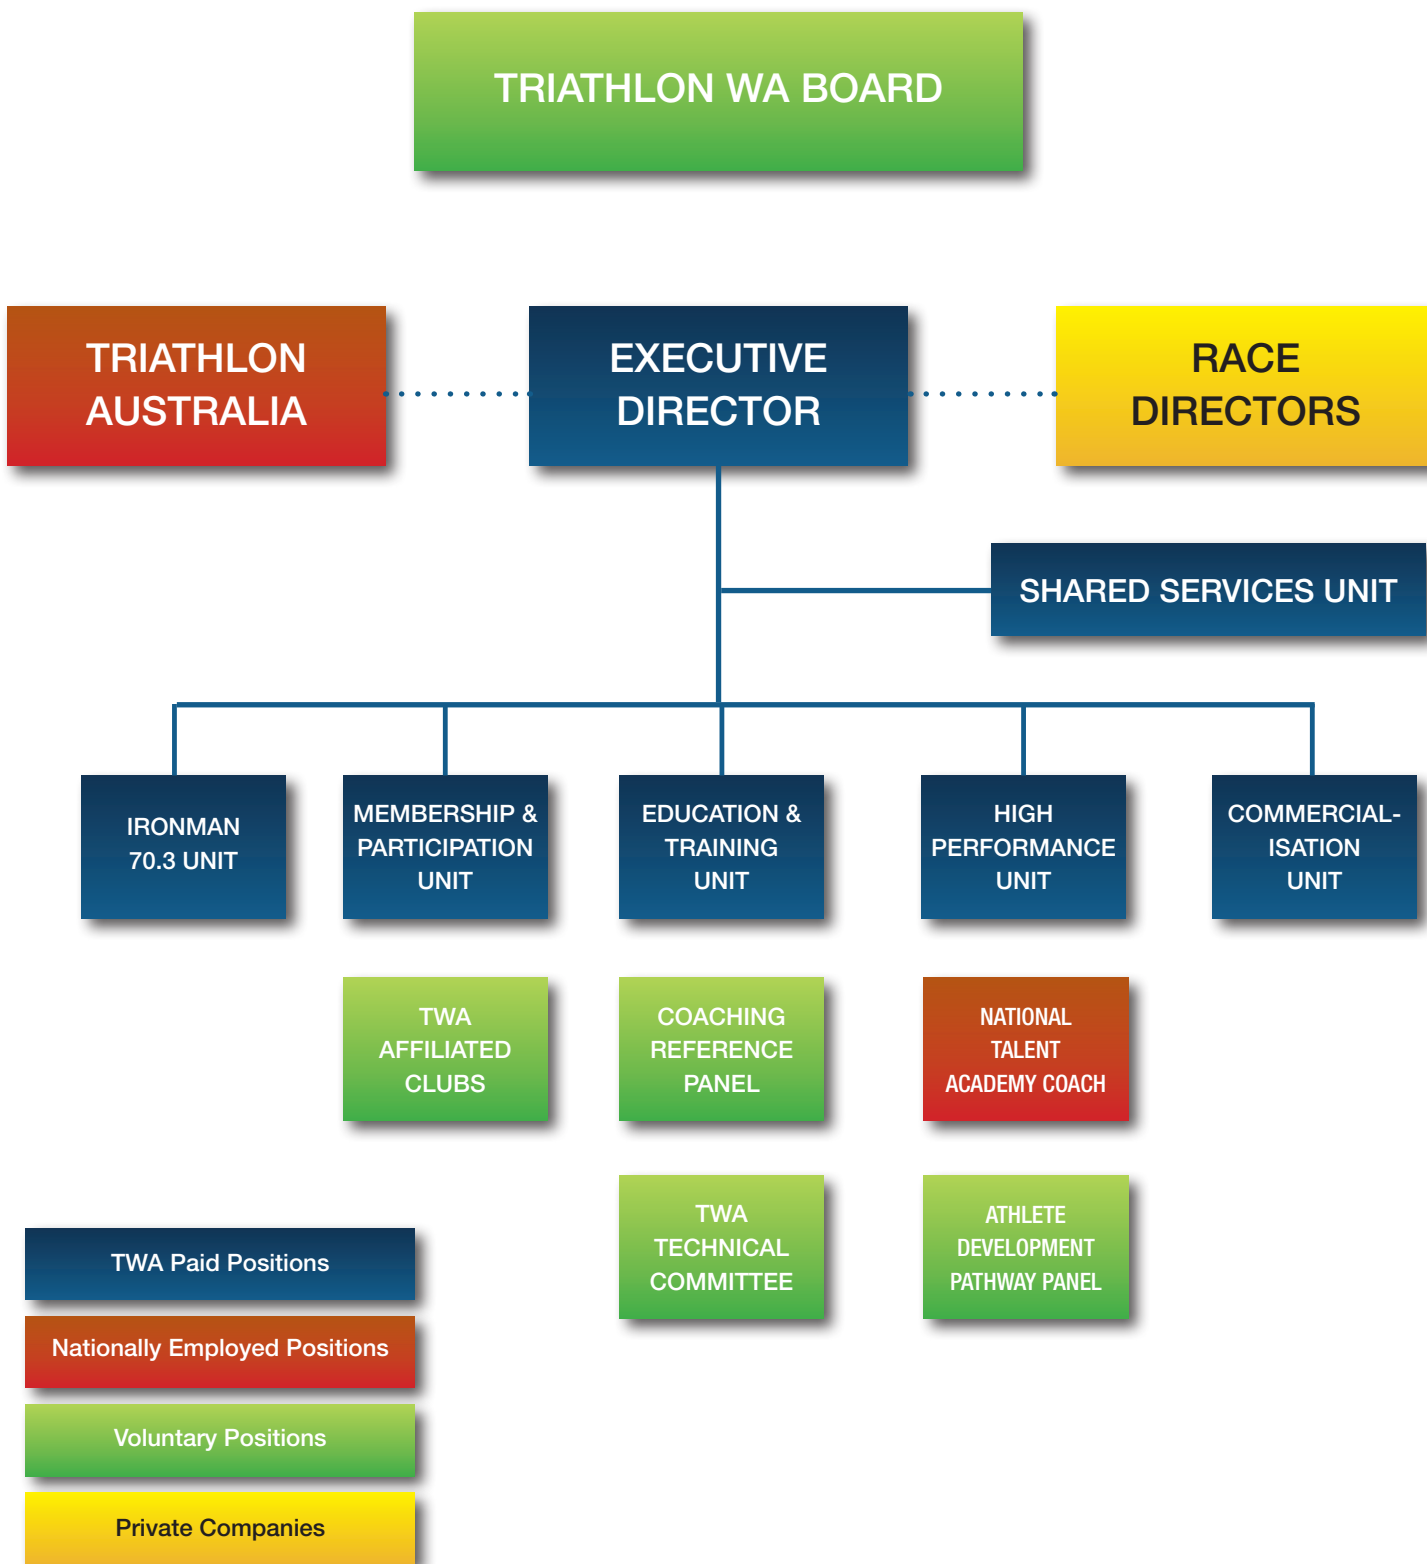 TRIATHLON WA BOARD
TRIATHLON
AUSTRALIA
EXECUTIVE
DIRECTOR
RACE
DIRECTORS
SHARED SERVICES UNIT
IRONMAN
70.3 UNIT
MEMBERSHIP &
PARTICIPATION
UNIT
EDUCATION &
TRAINING
UNIT
HIGH
PERFORMANCE
UNIT
COMMERCIAL-
ISATION
UNIT
TWA
AFFILIATED
CLUBS
COACHING
REFERENCE
PANEL
NATIONAL
TALENT
ACADEMY COACH
TWA
TECHNICAL
COMMITTEE
ATHLETE
DEVELOPMENT
PATHWAY PANEL
TWA Paid Positions
Nationally Employed Positions
Voluntary Positions
Private Companies